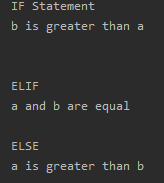 IF Statement
b is greater than a
ELIF
a and b are equal
ELSE
a is greater than b